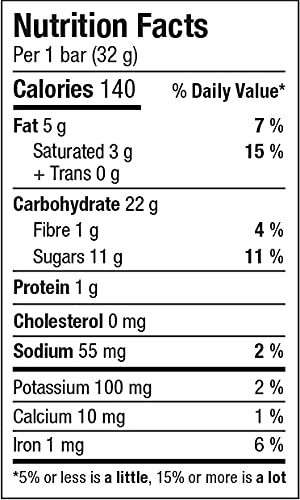 Nutrition Facts
Per 1 bar (32 g)
Calories 140 % Daily Value*
Fat 5 g 7 %
Saturated 3 g 15 %
+ Trans 0 g
Carbohydrate 22 g
Fibre 1 g 4 %
Sugars 11 g 11 %
Protein 1 g
Cholesterol 0 mg
Sodium 55 mg 2 %
Potassium 100 mg 2 %
Calcium 10 mg 1 %
Iron 1 mg 6 %
*5% or less is a little, 15% or more is a lot